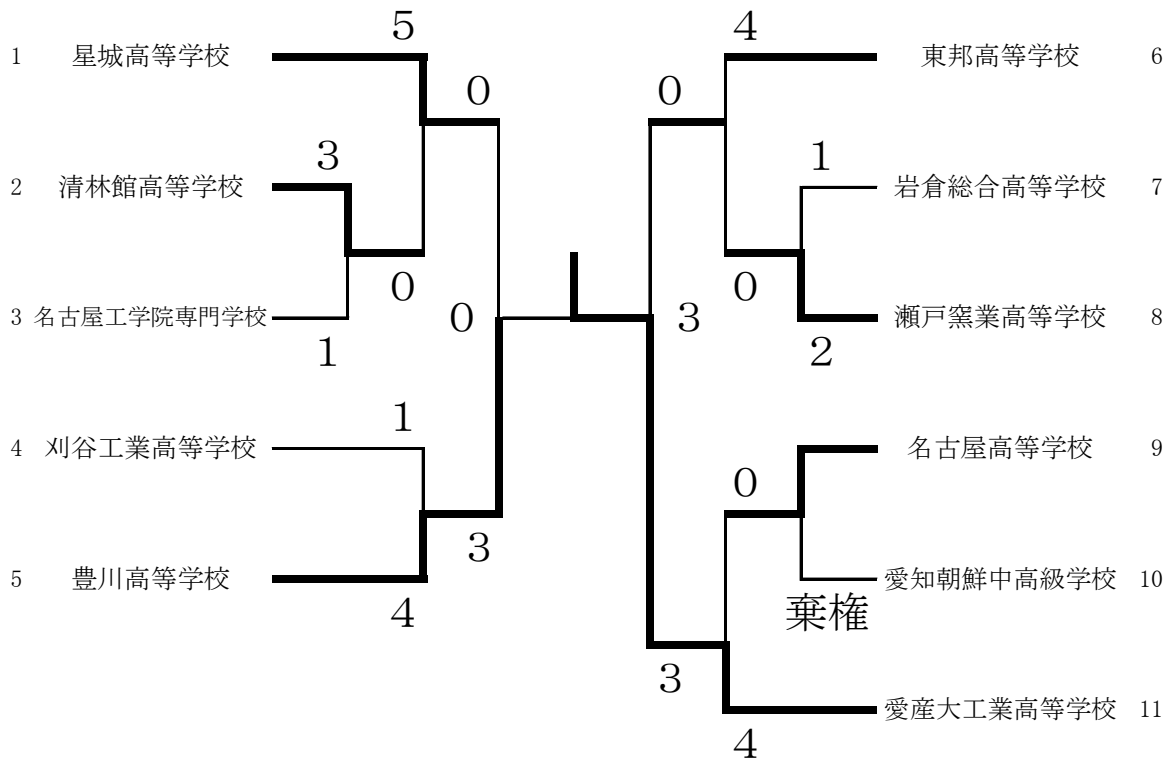 5
4
1 星城高等学校
東邦高等学校 6
0
0
3
1
2 清林館高等学校
岩倉総合高等学校 7
0
0
3 名古屋工学院専門学校
0
3
瀬戸窯業高等学校 8
1
2
1
4 刈谷工業高等学校
名古屋高等学校 9
0
3
5 豊川高等学校
愛知朝鮮中高級学校 10
4
棄権
3
愛産大工業高等学校 11
4